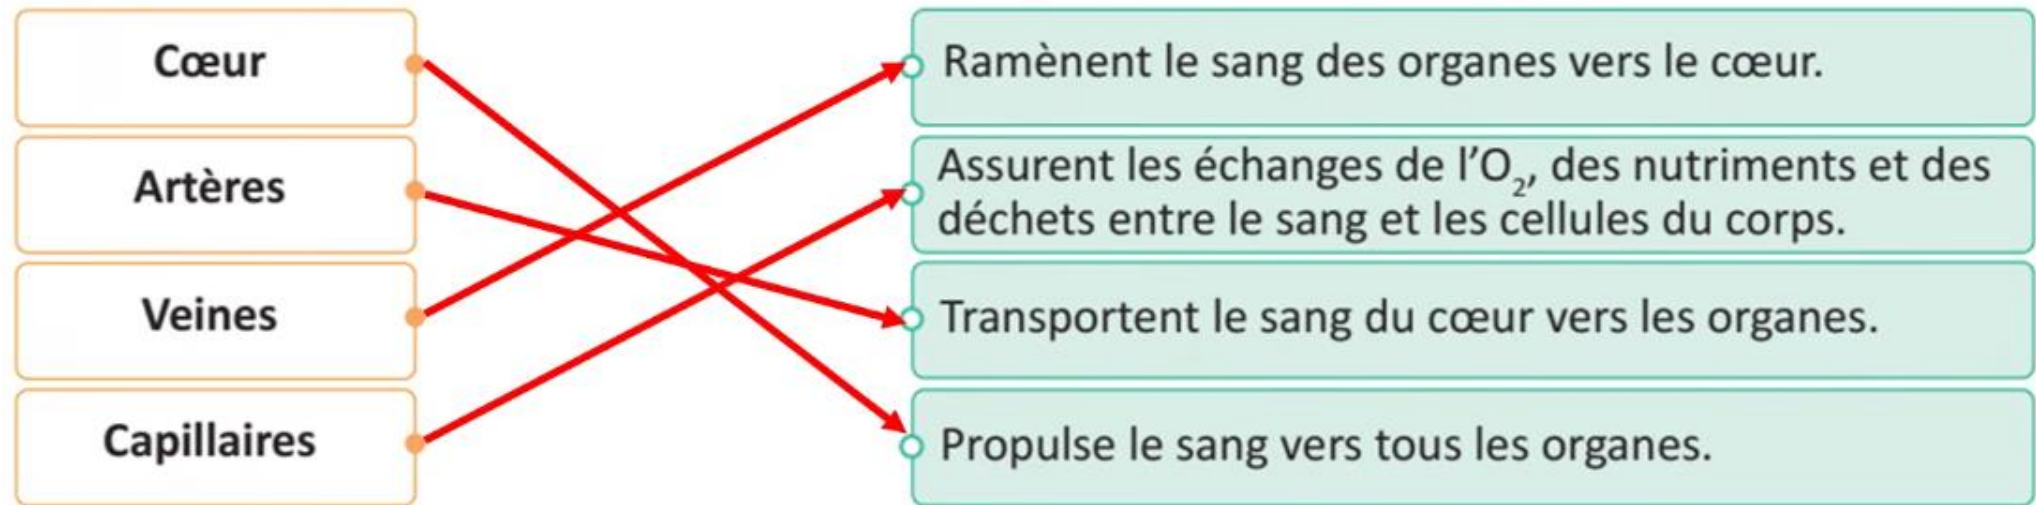 Cœur
Ramènent le sang des organes vers le cœur.
Artères
Assurent les échanges de l’O₂, des nutriments et des
déchets entre le sang et les cellules du corps.
Veines
Transportent le sang du cœur vers les organes.
Capillaires
Propulse le sang vers tous les organes.